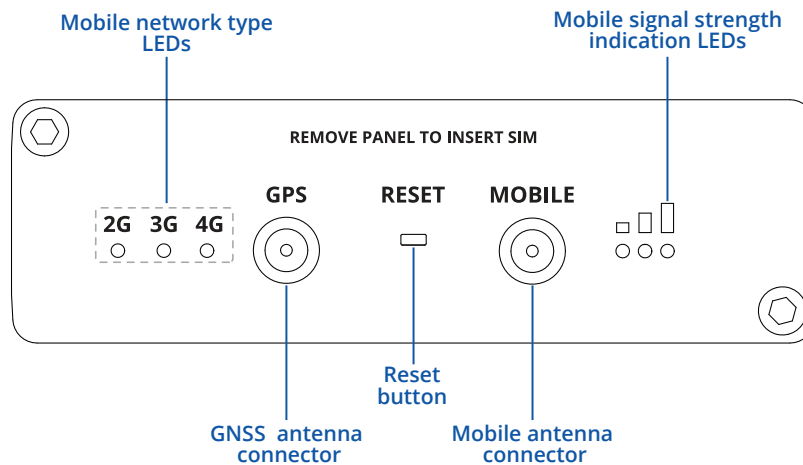 Mobile network type
LEDs
Mobile signal strength
indication LEDs
REMOVE PANEL TO INSERT SIM
GPS
RESET
MOBILE
2G 3G 4G
Reset
button
GNSS antenna
connector
Mobile antenna
connector